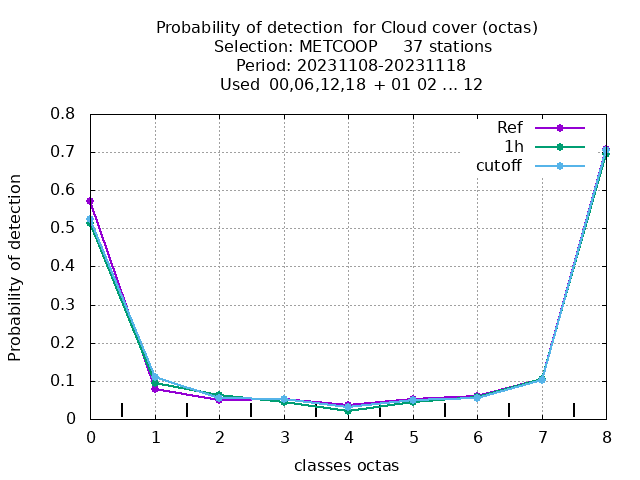 Probability of detection  for Cloud cover (octas)
Selection: METCOOP     37 stations
Period: 20231108-20231118
Used  00,06,12,18  + 01 02 ... 12
Ref
1h
cutoff
Probability of detection
0.8
0.7
0.6
0.5
0.4
0.3
0.2
0.1
0
0 1 2 3 4 5 6 7 8
classes octas